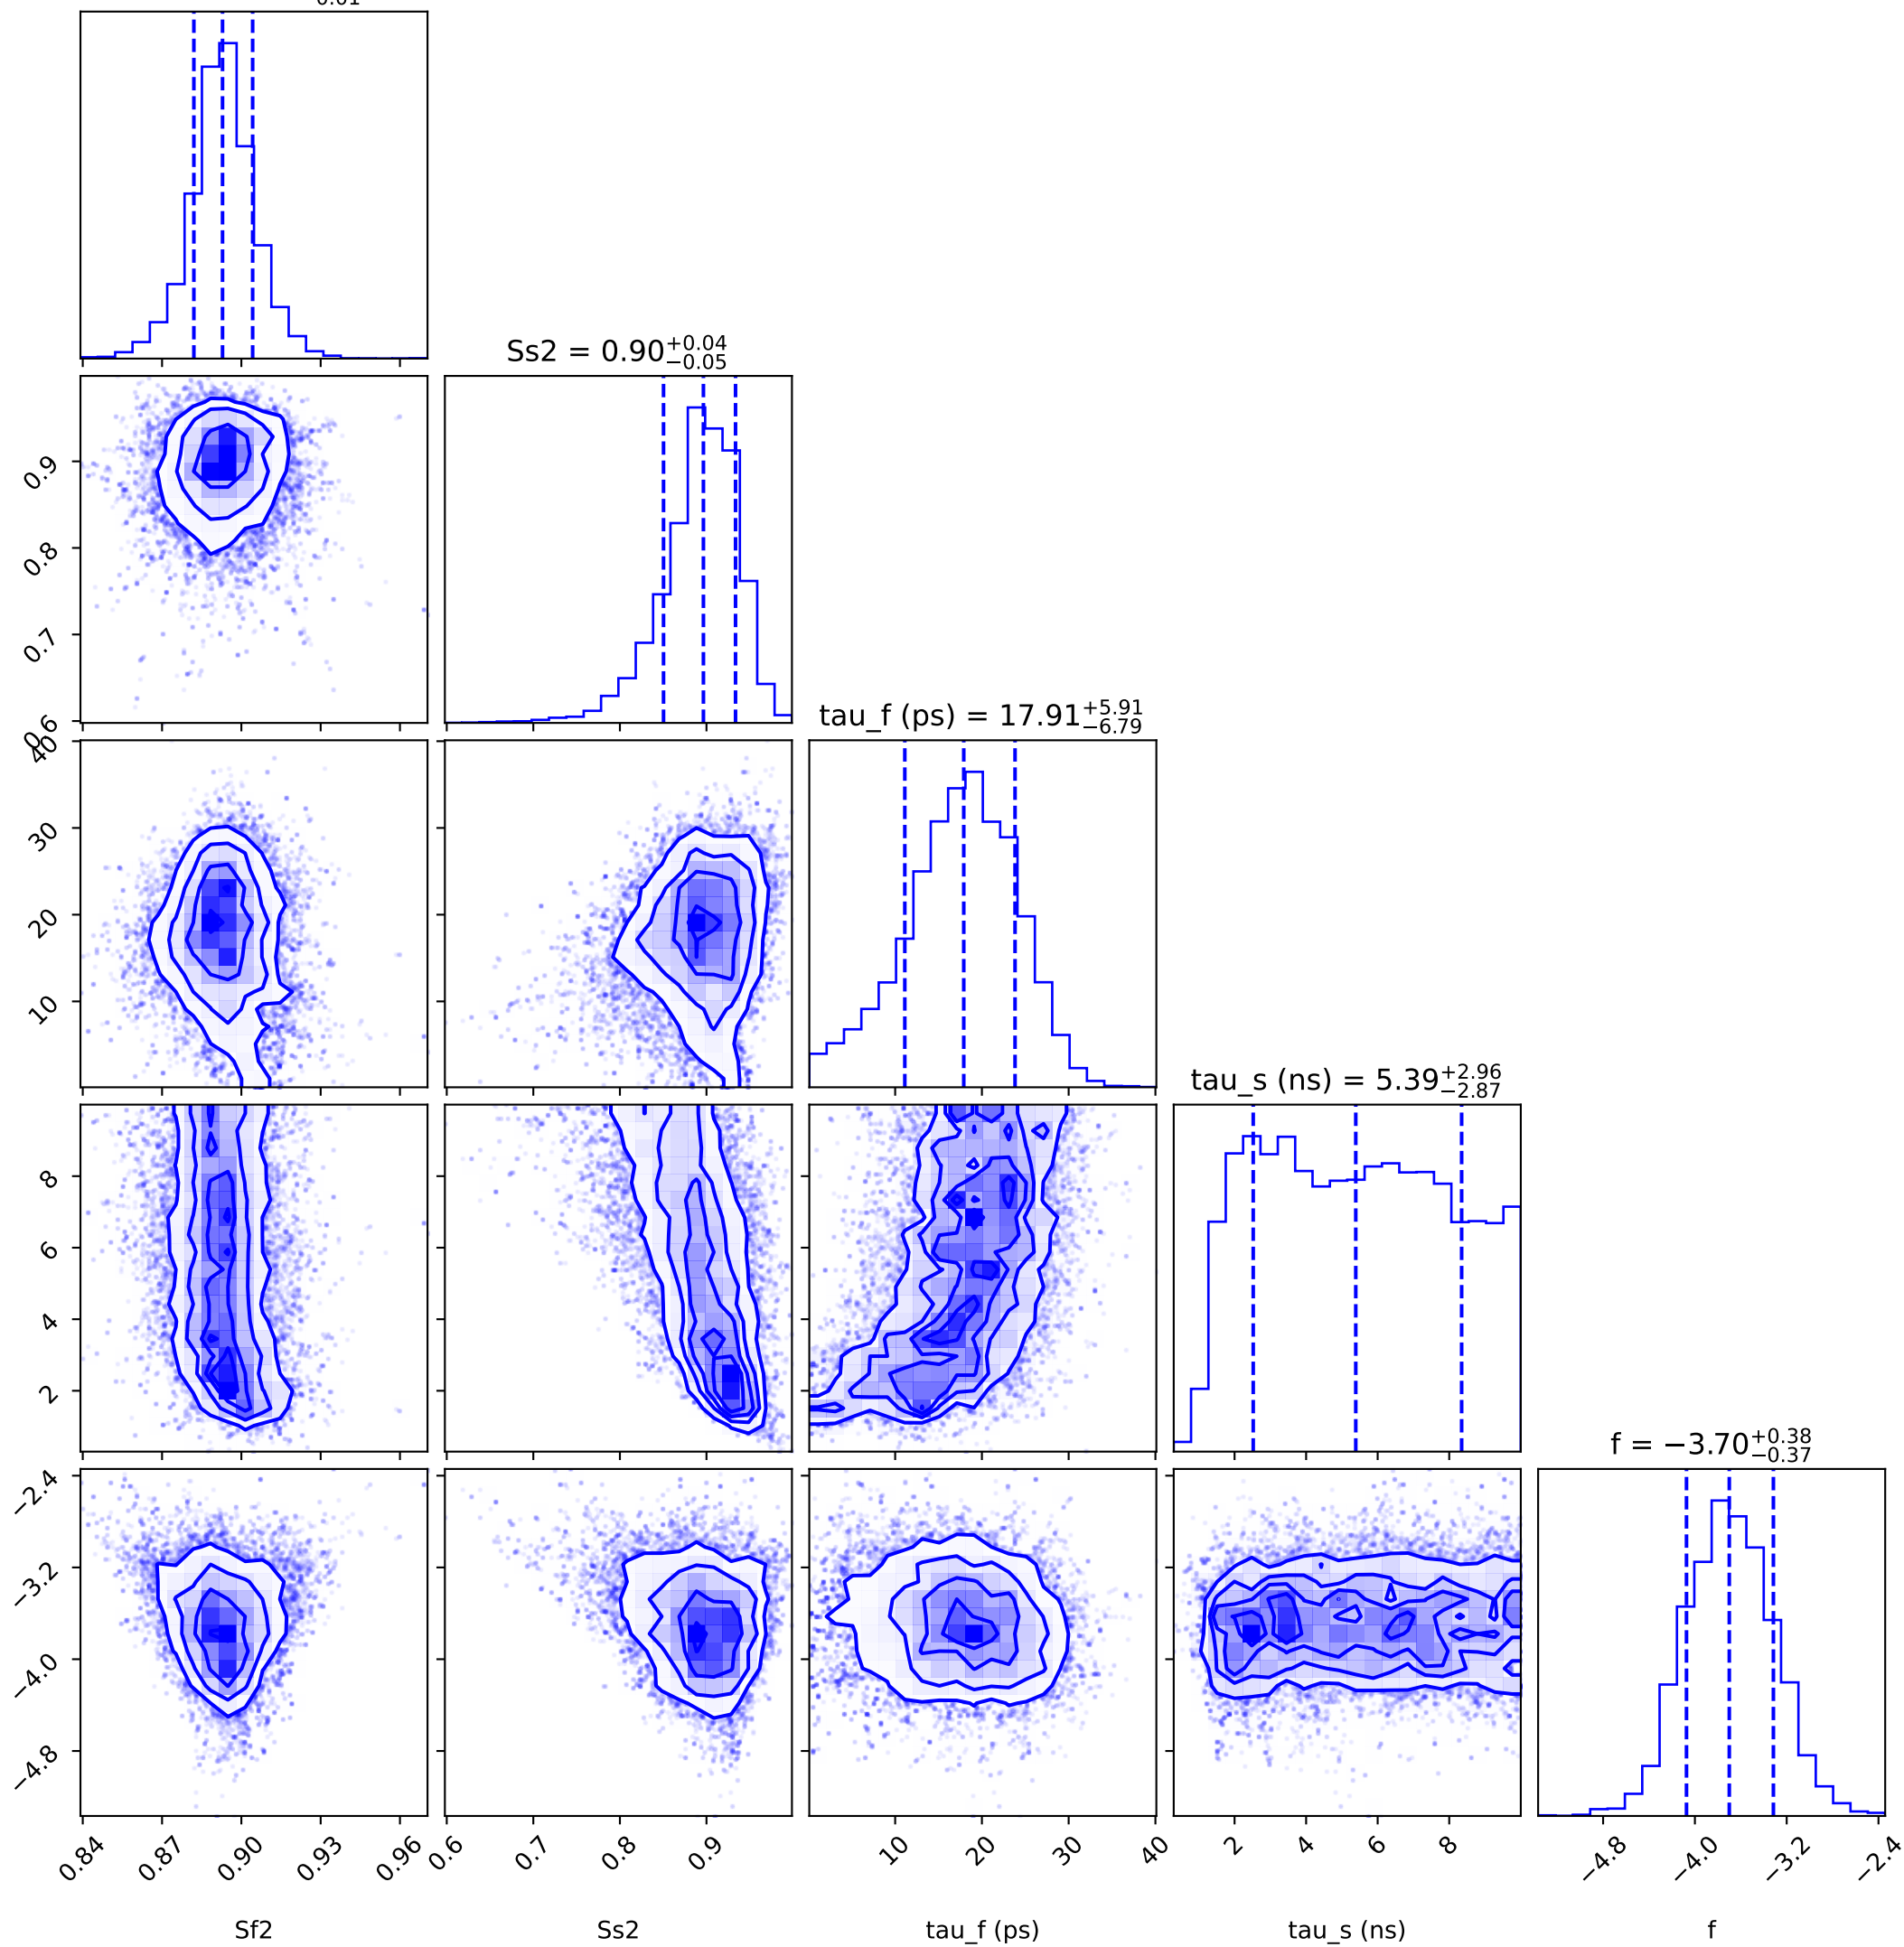 0.01
Ss2 = 0.90 +0.04 −0.05
0.9
0.8
0.7
0.6
tau_f (ps) = 17.91 +5.91 −6.79
40
30
20
10
tau_s (ns) = 5.39 +2.96 −2.87
8
6
4
2
f = −3.70 +0.38 −0.37
−2.4
−3.2
−4.0
−4.8
0.84 0.87 0.90 0.93 0.96 0.6 0.7 0.8 0.9 10 20 30 40 2 4 6 8 −4.8 −4.0 −3.2 −2.4
Sf2 Ss2 tau_f (ps) tau_s (ns) f